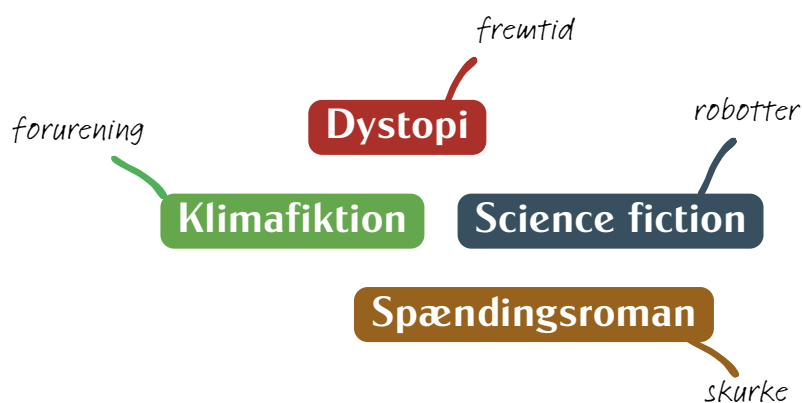 fremtid
Dystopi
robotter
forurening
Klimafiktion
Science fiction
Spændingsroman
skurke